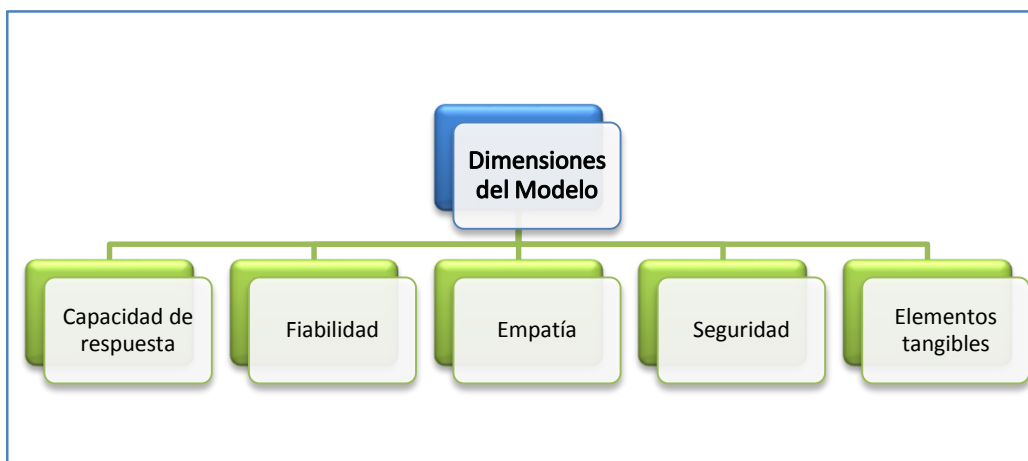 Dimensiones
del Modelo
Capacidad de
respuesta
Fiabilidad
Empatía
Seguridad
Elementos
tangibles